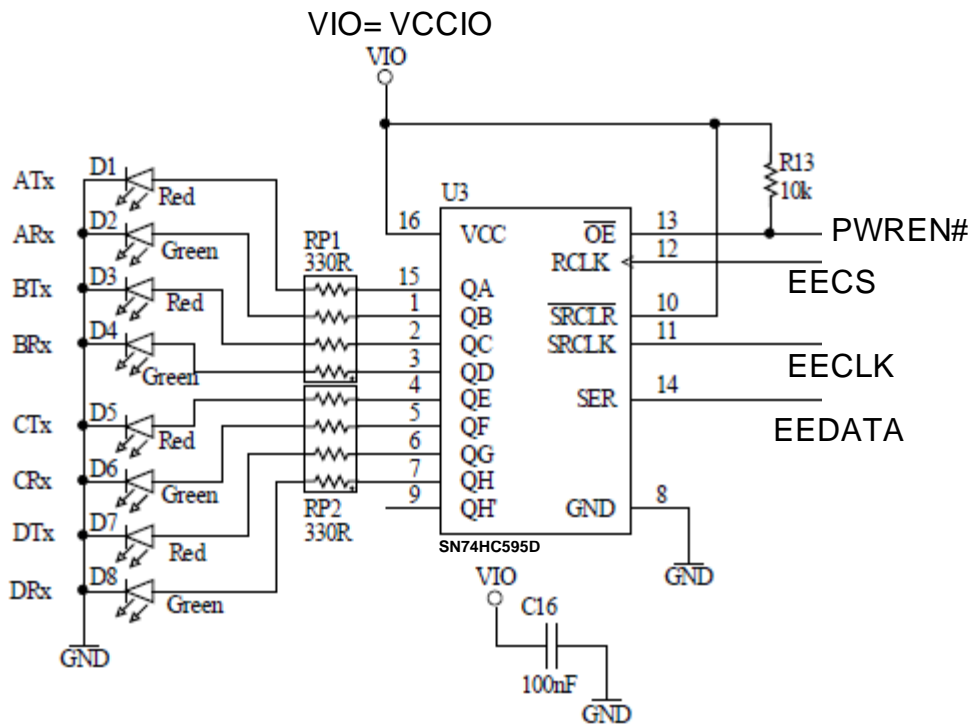 VIO= VCCIO
VIO
ATx
D1
Red
ARx
D2
Green
BTx
D3
Red
BRx
D4
Green
CTx
D5
Red
CRx
D6
Green
DTx
D7
Red
DRx
D8
Green
GND
RP1
330R
RP2
330R
U3
16 VCC
15 QA
1 QB
2 QC
3 QD
4 QE
5 QF
6 QG
7 QH
9 QH'
OE 13
RCLK 12
SRCLR 10
SRCLK 11
SER 14
GND 8
SN74HC595D
R13
10k
PWREN#
EECS
EECLK
EEDATA
GND
VIO
C16
100nF
GND